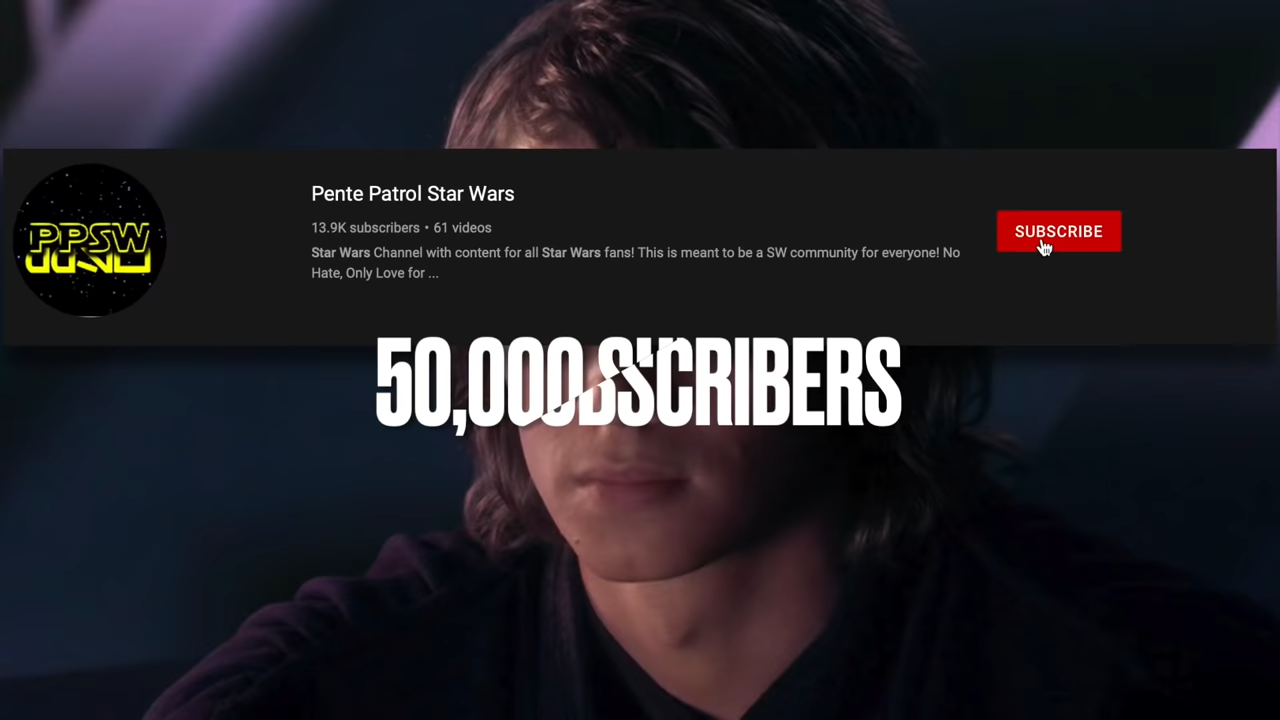 PPSW
Pente Patrol Star Wars
13.9K subscribers • 61 videos
SUBSCRIBE
Star Wars Channel with content for all Star Wars fans! This is meant to be a SW community for everyone! No
Hate, Only Love for ...
50,000